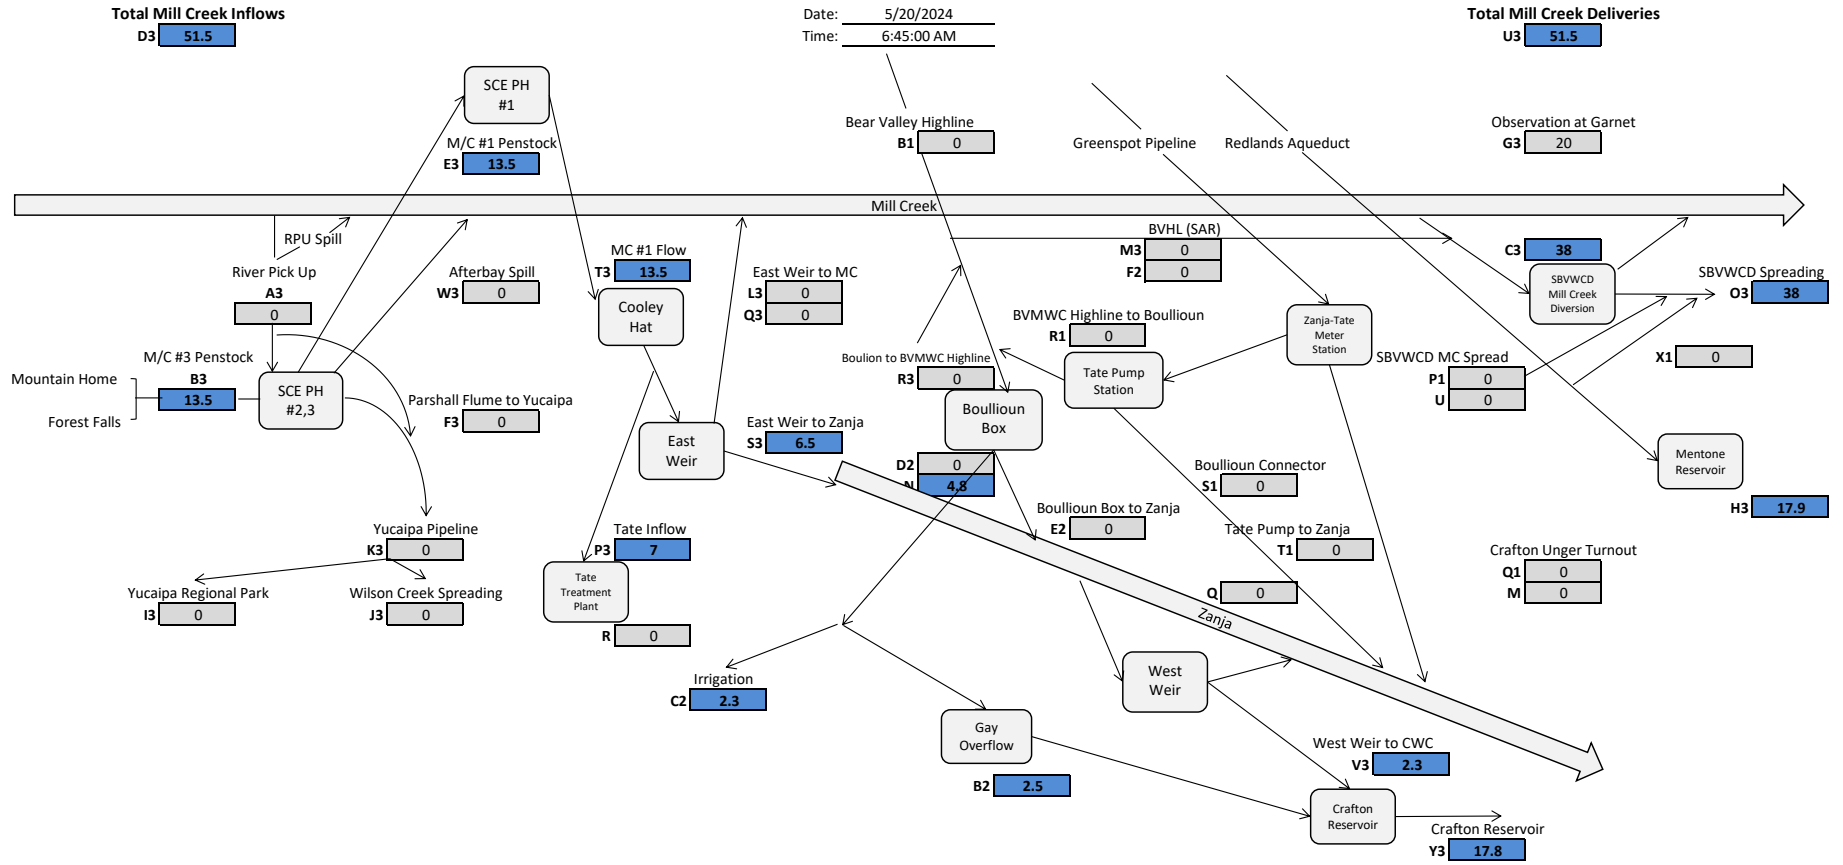 Total Mill Creek Inflows
D3 51.5
Date: 5/20/2024
Time: 6:45:00 AM
Total Mill Creek Deliveries
U3 51.5
SCE PH
#1
M/C #1 Penstock
E3 13.5
Bear Valley Highline
B1 0
Greenspot Pipeline
Redlands Aqueduct
Observation at Garnet
G3 20
Mill Creek
RPU Spill
River Pick Up
A3
0
Afterbay Spill
W3 0
MC #1 Flow
T3 13.5
Cooley
Hat
East Weir to MC
L3 0
Q3 0
BVHL (SAR)
M3 0
F2 0
C3 38
SBVWCD
Mill Creek
Diversion
SBVWCD Spreading
O3 38
BVMWC Highline to Boullioun
R1 0
Zanja-Tate
Meter
Station
M/C #3 Penstock
B3
13.5
Mountain Home
Forest Falls
SCE PH
#2,3
Boulion to BVMWC Highline
R3 0
Tate Pump
Station
SBVWCD MC Spread
P1 0
U 0
X1 0
Parshall Flume to Yucaipa
F3 0
East
Weir
East Weir to Zanja
S3 6.5
Boullioun
Box
D2 0
N 4.8
Boullioun Connector
S1 0
Mentone
Reservoir
H3 17.9
Yucaipa Pipeline
K3 0
Tate Inflow
P3 7
Boullioun Box to Zanja
E2 0
Tate Pump to Zanja
T1 0
Crafton Unger Turnout
Q1 0
M 0
Yucaipa Regional Park
I3 0
Wilson Creek Spreading
J3 0
Tate
Treatment
Plant
R 0
Q 0
Zanja
Irrigation
C2 2.3
West
Weir
Gay
Overflow
B2 2.5
West Weir to CWC
V3 2.3
Crafton
Reservoir
Crafton Reservoir
Y3 17.8